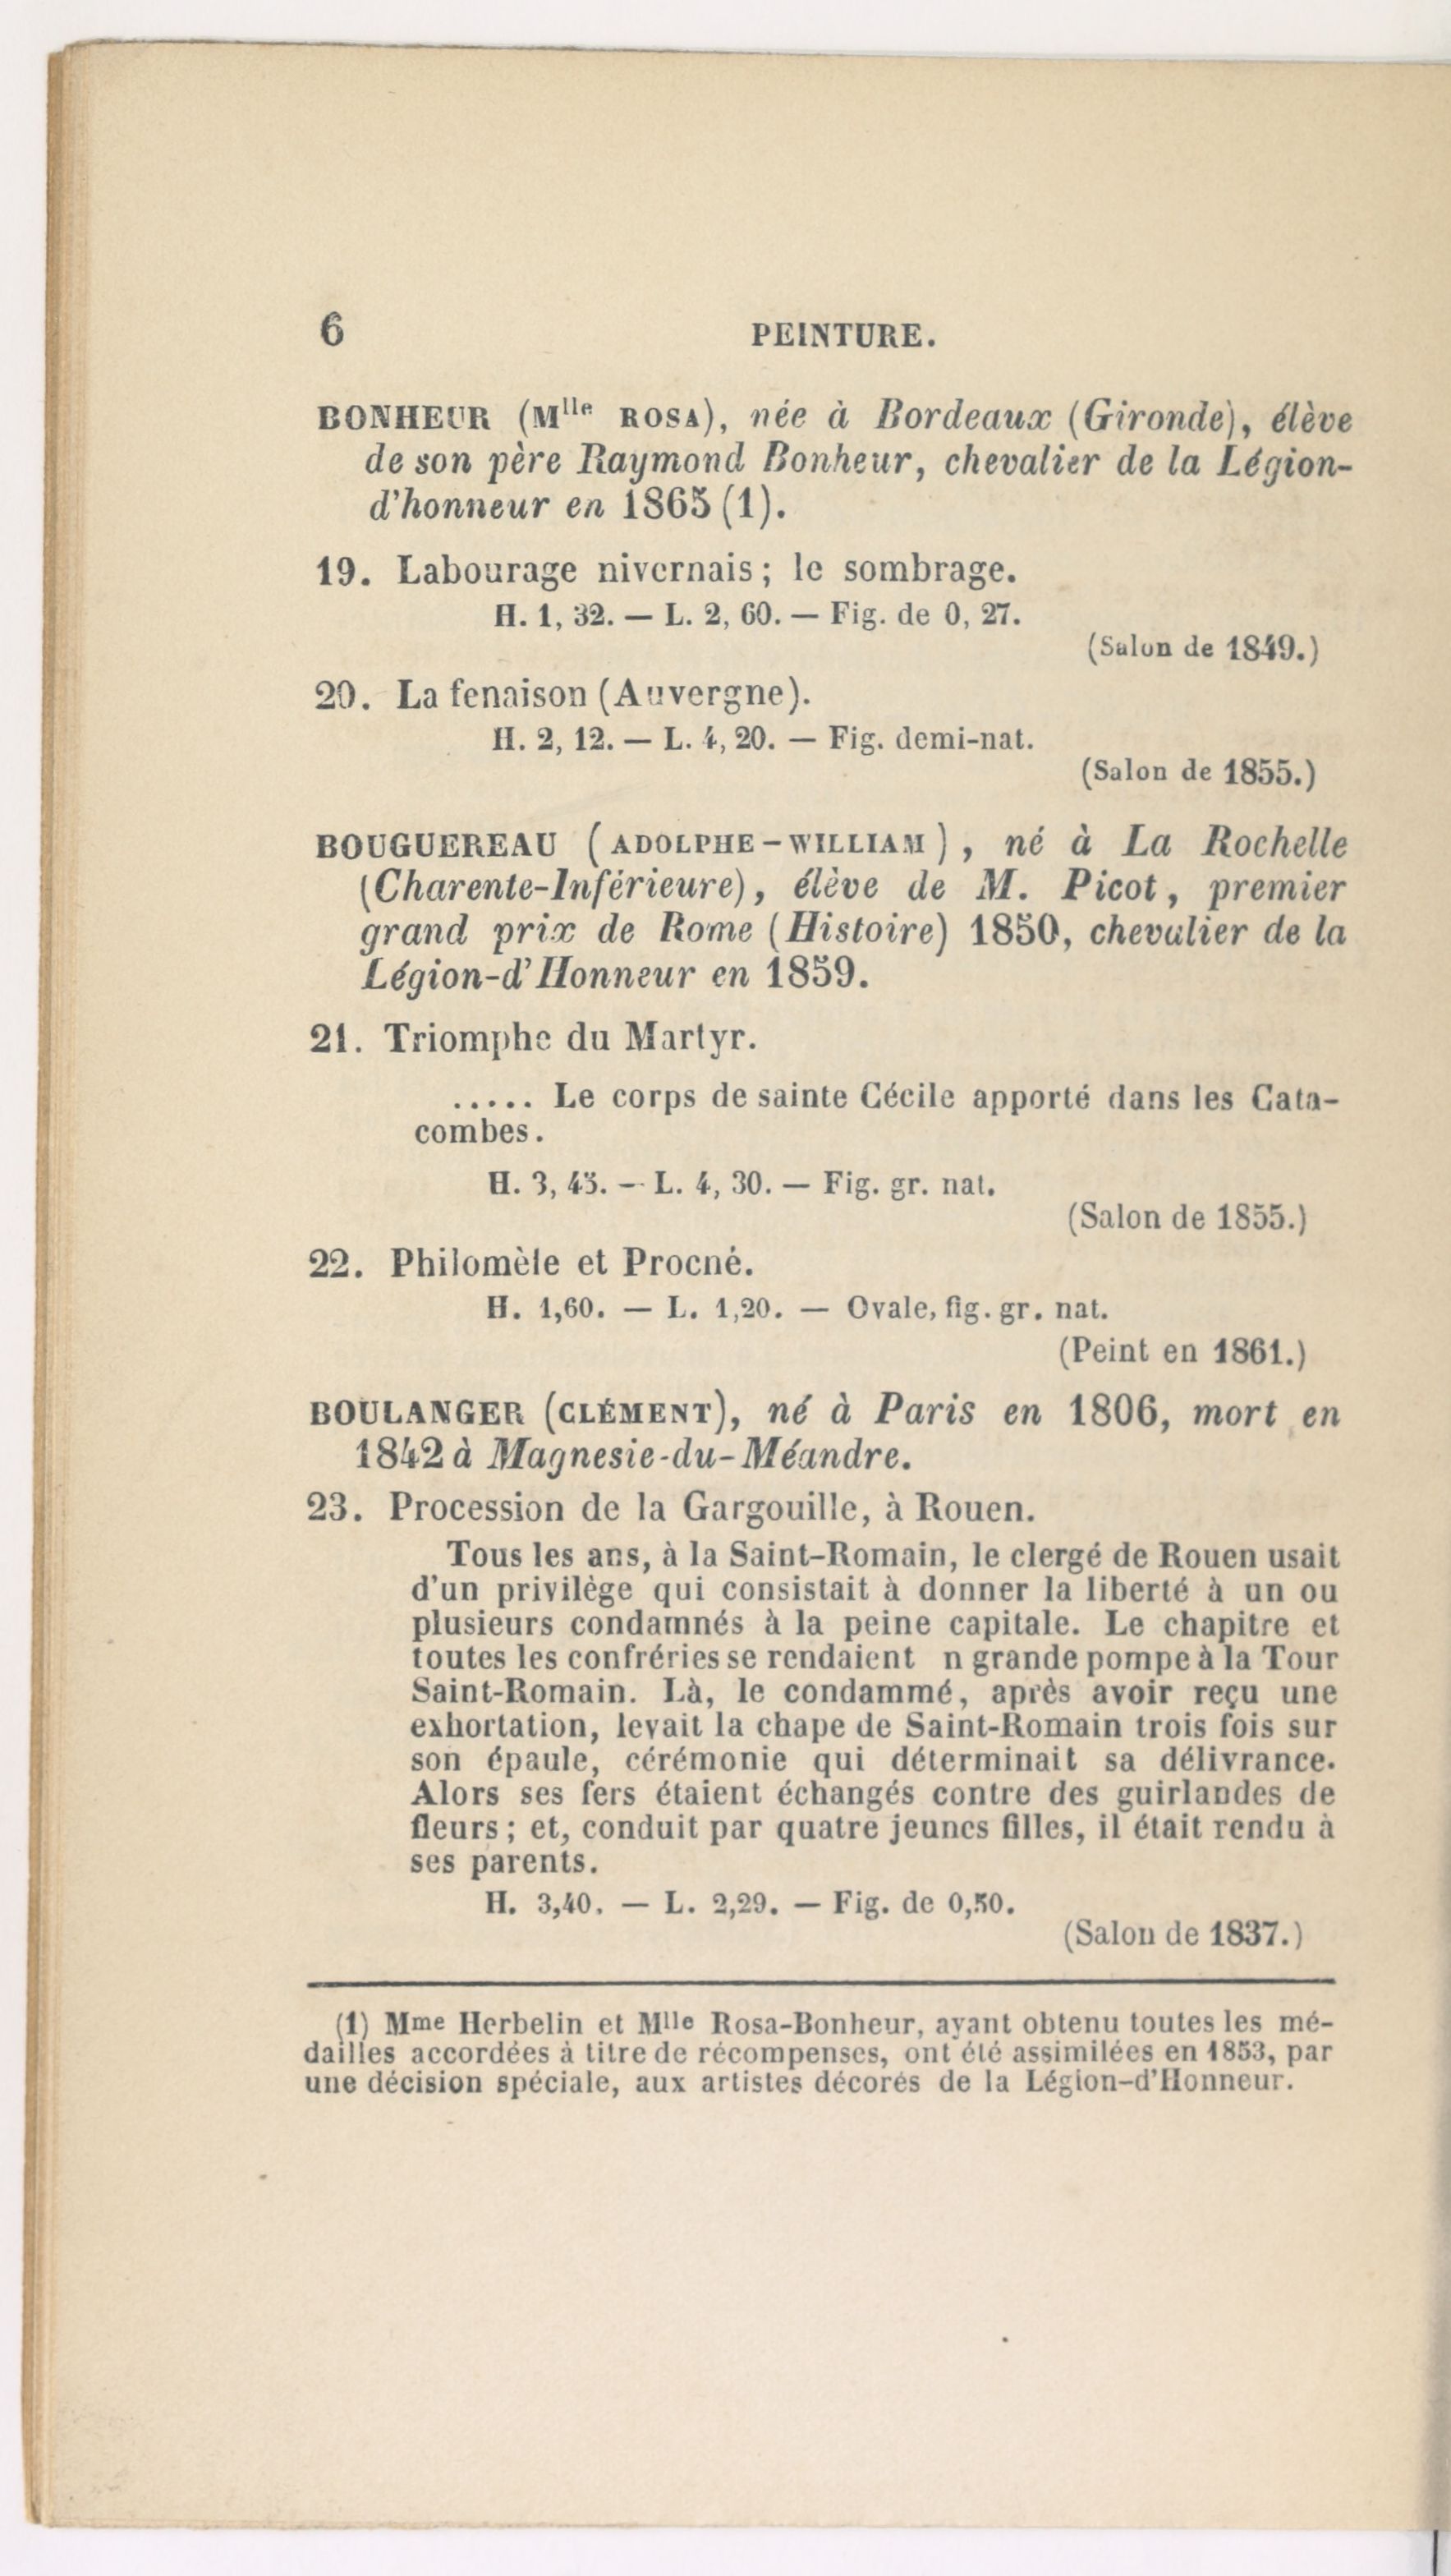 6 PEINTURE.
BONHEUR (Mlle ROSA), née à Bordeaux (Gironde), élève
de son père Raymond Bonheur, chevalier de la Légion-
d'honneur en 1865 (1).
19. Labourage nivernais; le sombrage.
H. 1, 32. — L. 2, 60. — Fig. de 0, 27.
(Salon de 1849.)
20. La fenaison (Auvergne).
H. 2, 12. — L. 4, 20. — Fig. demi-nat.
(Salon de 1855.)
BOUGUEREAU (ADOLPHE-WILLIAM), né à La Rochelle
(Charente-Inférieure), élève de M. Picot, premier
grand prix de Rome (Histoire) 1850, chevalier de la
Légion-d'Honneur en 1859.
21. Triomphe du Martyr.
..... Le corps de sainte Cécile apporté dans les Cata-
combes.
H. 3, 45. — L. 4, 30. — Fig. gr. nat.
(Salon de 1855.)
22. Philomèle et Procné.
H. 1,60. — L. 1,20. — Ovale, fig. gr. nat.
(Peint en 1861.)
BOULANGER (CLÉMENT), né à Paris en 1806, mort en
1842 à Magnesie-du-Méandre.
23. Procession de la Gargouille, à Rouen.
Tous les ans, à la Saint-Romain, le clergé de Rouen usait
d'un privilège qui consistait à donner la liberté à un ou
plusieurs condamnés à la peine capitale. Le chapitre et
toutes les confréries se rendaient n grande pompe à la Tour
Saint-Romain. Là, le condammé, après avoir reçu une
exhortation, levait la chape de Saint-Romain trois fois sur
son épaule, cérémonie qui déterminait sa délivrance.
Alors ses fers étaient échangés contre des guirlandes de
fleurs; et, conduit par quatre jeunes filles, il était rendu à
ses parents.
H. 3,40. — L. 2,29. — Fig. de 0,50.
(Salon de 1837.)
(1) Mme Herbelin et Mlle Rosa-Bonheur, ayant obtenu toutes les mé-
dailles accordées à titre de récompenses, ont été assimilées en 1853, par
une décision spéciale, aux artistes décorés de la Légion-d'Honneur.